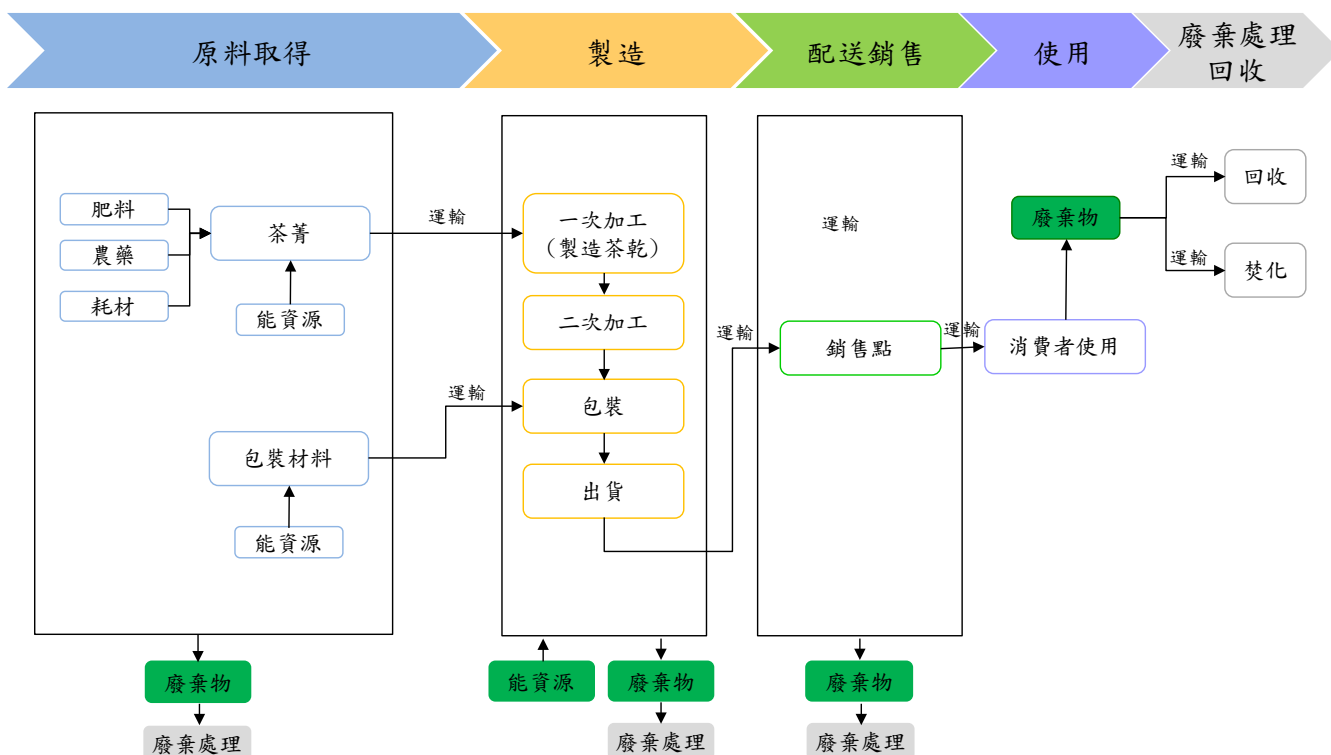 原料取得
製造
配送銷售
使用
廢棄處理
回收
肥料
農藥
耗材
茶菁
能資源
包裝材料
能資源
運輸
運輸
一次加工
（製造茶乾）
二次加工
包裝
出貨
運輸
運輸
銷售點
運輸
消費者使用
廢棄物
運輸
回收
運輸
焚化
廢棄物
廢棄處理
能資源
廢棄物
廢棄處理
廢棄物
廢棄處理